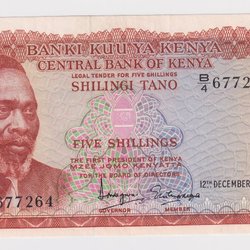 BANKI KUU YA KENYA
CENTRAL BANK OF KENYA
LEGAL TENDER FOR FIVE SHILLINGS
SHILINGI TANO
B/4 6772
FIVE SHILLINGS
THE FIRST PRESIDENT OF KENYA
MZEE JOMO KENYATTA
FOR THE BOARD OF DIRECTORS
677264
12TH DECEMBER
GOVERNOR
MEMBER